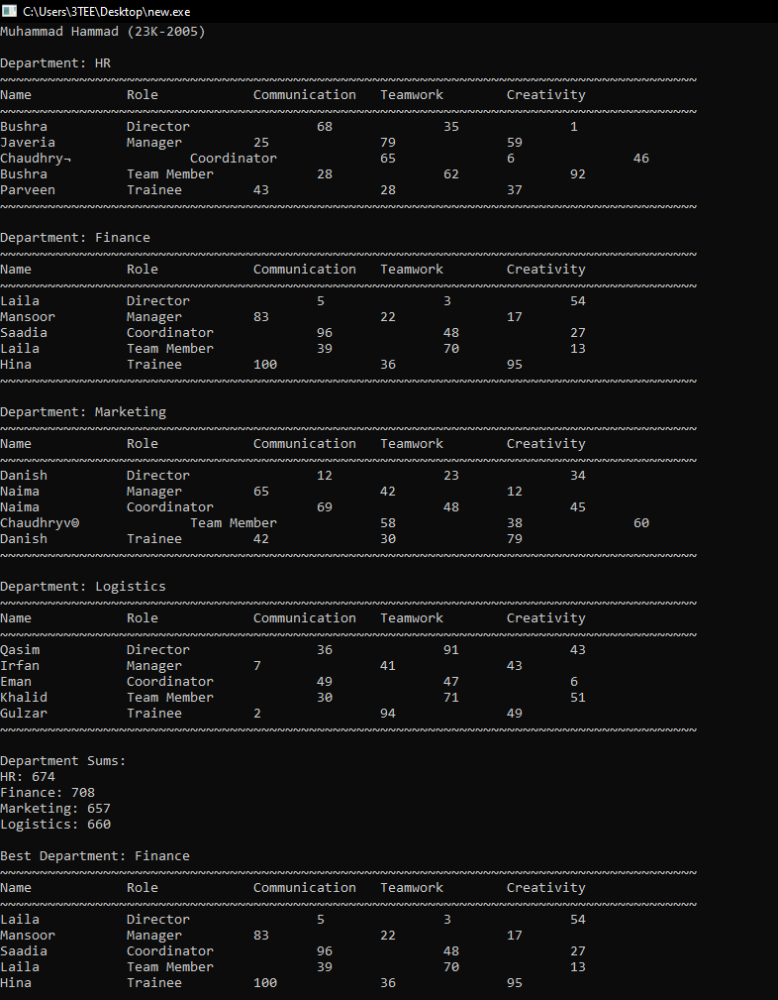 C:\Users\3TEE\Desktop\new.exe
Muhammad Hammad (23K-2005)
Department: HR
~~~~~~~~~~~~~~~~~~~~~~~~~~~~~~~~~~~~~~~~~~~~~~~~~~~~~~~~~~~~~~~~~~~~~~~~~~~~~~~~~~~~~~~~
Name Role Communication Teamwork Creativity
~~~~~~~~~~~~~~~~~~~~~~~~~~~~~~~~~~~~~~~~~~~~~~~~~~~~~~~~~~~~~~~~~~~~~~~~~~~~~~~~~~~~~~~~
Bushra Director 68 35 1
Javeria Manager 25 79 59
Chaudhry¬ Coordinator 65 6 46
Bushra Team Member 28 62 92
Parveen Trainee 43 28 37
~~~~~~~~~~~~~~~~~~~~~~~~~~~~~~~~~~~~~~~~~~~~~~~~~~~~~~~~~~~~~~~~~~~~~~~~~~~~~~~~~~~~~~~~
Department: Finance
~~~~~~~~~~~~~~~~~~~~~~~~~~~~~~~~~~~~~~~~~~~~~~~~~~~~~~~~~~~~~~~~~~~~~~~~~~~~~~~~~~~~~~~~
Name Role Communication Teamwork Creativity
~~~~~~~~~~~~~~~~~~~~~~~~~~~~~~~~~~~~~~~~~~~~~~~~~~~~~~~~~~~~~~~~~~~~~~~~~~~~~~~~~~~~~~~~
Laila Director 5 3 54
Mansoor Manager 83 22 17
Saadia Coordinator 96 48 27
Laila Team Member 39 70 13
Hina Trainee 100 36 95
~~~~~~~~~~~~~~~~~~~~~~~~~~~~~~~~~~~~~~~~~~~~~~~~~~~~~~~~~~~~~~~~~~~~~~~~~~~~~~~~~~~~~~~~
Department: Marketing
~~~~~~~~~~~~~~~~~~~~~~~~~~~~~~~~~~~~~~~~~~~~~~~~~~~~~~~~~~~~~~~~~~~~~~~~~~~~~~~~~~~~~~~~
Name Role Communication Teamwork Creativity
~~~~~~~~~~~~~~~~~~~~~~~~~~~~~~~~~~~~~~~~~~~~~~~~~~~~~~~~~~~~~~~~~~~~~~~~~~~~~~~~~~~~~~~~
Danish Director 12 23 34
Naima Manager 65 42 12
Naima Coordinator 69 48 45
Chaudhryv☺ Team Member 58 38 60
Danish Trainee 42 30 79
~~~~~~~~~~~~~~~~~~~~~~~~~~~~~~~~~~~~~~~~~~~~~~~~~~~~~~~~~~~~~~~~~~~~~~~~~~~~~~~~~~~~~~~~
Department: Logistics
~~~~~~~~~~~~~~~~~~~~~~~~~~~~~~~~~~~~~~~~~~~~~~~~~~~~~~~~~~~~~~~~~~~~~~~~~~~~~~~~~~~~~~~~
Name Role Communication Teamwork Creativity
~~~~~~~~~~~~~~~~~~~~~~~~~~~~~~~~~~~~~~~~~~~~~~~~~~~~~~~~~~~~~~~~~~~~~~~~~~~~~~~~~~~~~~~~
Qasim Director 36 91 43
Irfan Manager 7 41 43
Eman Coordinator 49 47 6
Khalid Team Member 30 71 51
Gulzar Trainee 2 94 49
~~~~~~~~~~~~~~~~~~~~~~~~~~~~~~~~~~~~~~~~~~~~~~~~~~~~~~~~~~~~~~~~~~~~~~~~~~~~~~~~~~~~~~~~
Department Sums:
HR: 674
Finance: 708
Marketing: 657
Logistics: 660
Best Department: Finance
~~~~~~~~~~~~~~~~~~~~~~~~~~~~~~~~~~~~~~~~~~~~~~~~~~~~~~~~~~~~~~~~~~~~~~~~~~~~~~~~~~~~~~~~
Name Role Communication Teamwork Creativity
~~~~~~~~~~~~~~~~~~~~~~~~~~~~~~~~~~~~~~~~~~~~~~~~~~~~~~~~~~~~~~~~~~~~~~~~~~~~~~~~~~~~~~~~
Laila Director 5 3 54
Mansoor Manager 83 22 17
Saadia Coordinator 96 48 27
Laila Team Member 39 70 13
Hina Trainee 100 36 95